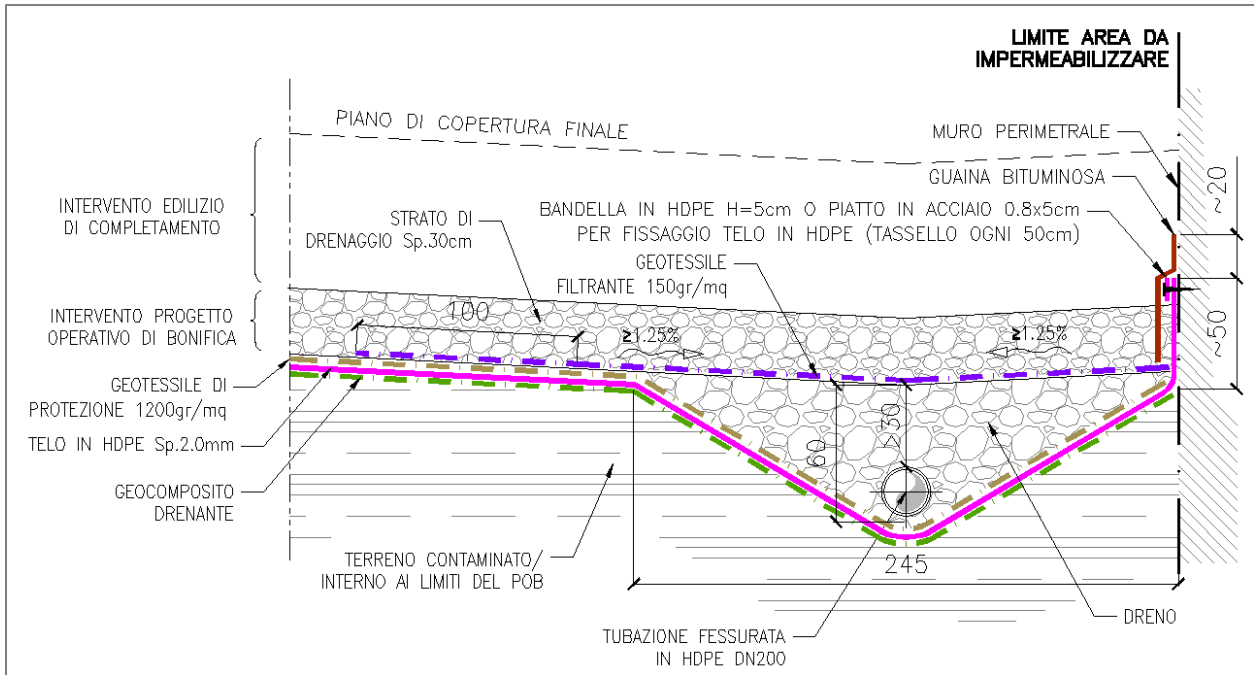 LIMITE AREA DA
IMPERMEABILIZZARE
PIANO DI COPERTURA FINALE
MURO PERIMETRALE
GUAINA BITUMINOSA
~20
INTERVENTO EDILIZIO
DI COMPLETAMENTO
STRATO DI
DRENAGGIO Sp.30cm
BANDELLA IN HDPE H=5cm O PIATTO IN ACCIAIO 0.8x5cm
PER FISSAGGIO TELO IN HDPE (TASSELLO OGNI 50cm)
GEOTESSILE
FILTRANTE 150gr/mq
INTERVENTO PROGETTO
OPERATIVO DI BONIFICA
100
≥1.25%
≥1.25%
~50
GEOTESSILE DI
PROTEZIONE 1200gr/mq
TELO IN HDPE Sp.2.0mm
GEOCOMPOSITO
DRENANTE
60
>30
TERRENO CONTAMINATO/
INTERNO AI LIMITI DEL POB
245
TUBAZIONE FESSURATA
IN HDPE DN200
DRENO